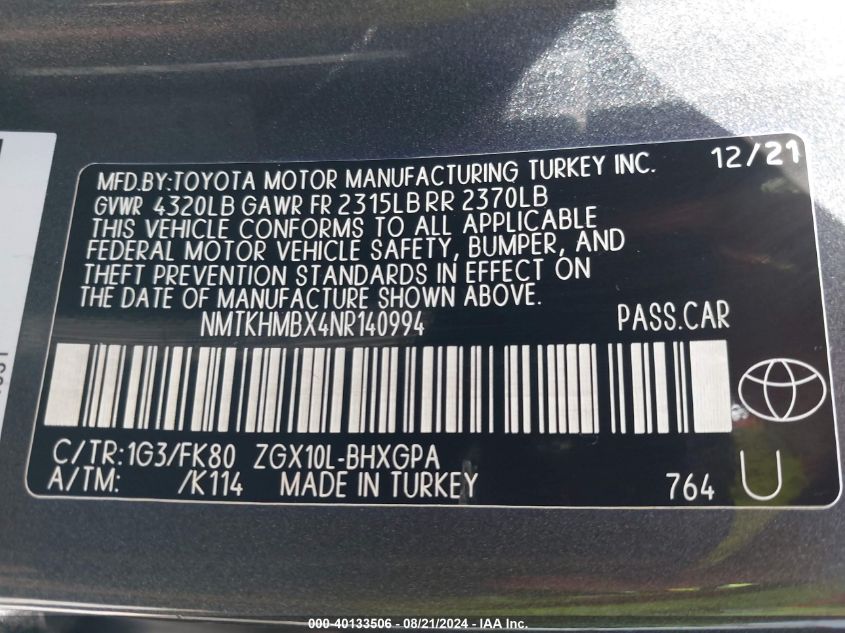 MFD.BY:TOYOTA MOTOR MANUFACTURING TURKEY INC. 12/21
GVWR 4320LB GAWR FR 2315LB RR 2370LB
THIS VEHICLE CONFORMS TO ALL APPLICABLE
FEDERAL MOTOR VEHICLE SAFETY, BUMPER, AND
THEFT PREVENTION STANDARDS IN EFFECT ON
THE DATE OF MANUFACTURE SHOWN ABOVE.
NMTKHMBX4NR140994 PASS.CAR
C/TR:1G3/FK80 ZGX10L-BHXGPA
A/TM: /K114 MADE IN TURKEY 764 U
000-40133506 - 08/21/2024 - IAA Inc.